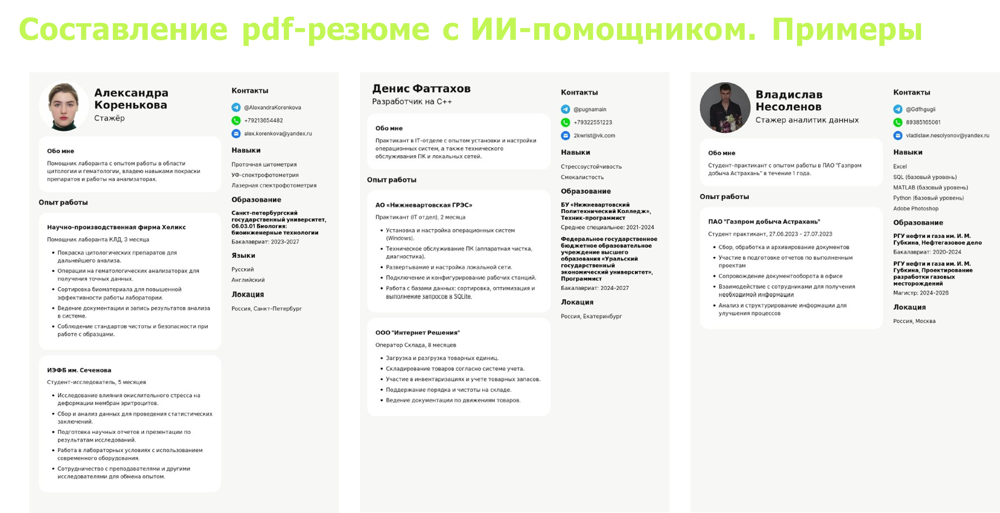 Составление pdf-резюме с ИИ-помощником. Примеры
Александра
Коренькова
Стажёр
Обо мне
Помощник лаборанта с опытом работы в области
цитологии и гематологии, владею навыками покраски
препаратов и работы на анализаторах.
Опыт работы
Научно-производственная фирма Хеликс
Помощник лаборанта КЛД, 3 месяца
• Покраска цитологических препаратов для
дальнейшего анализа.
• Операции на гематологических анализаторах для
получения точных данных.
• Сортировка биоматериала для повышенной
эффективности работы лаборатории.
• Ведение документации и запись результатов анализа
в системе.
• Соблюдение стандартов чистоты и безопасности при
работе с образцами.
ИЭФБ им. Сеченова
Студент-исследователь, 5 месяцев
• Исследование влияния окислительного стресса на
деформации мембран эритроцитов.
• Сбор и анализ данных для проведения статистических
заключений.
• Подготовка научных отчетов и презентации по
результатам исследований.
• Работа в лабораторных условиях с использованием
современного оборудования.
• Сотрудничество с преподавателями и другими
исследователями для обмена опытом.
Контакты
@AlexandraKorenkova
+79213654482
alex.korenkova@yandex.ru
Навыки
Проточная цитометрия
УФ-спектрофотометрия
Лазерная спектрофотометрия
Образование
Санкт-петербургский
государственный университет,
06.03.01 Биология:
биоинженерные технологии
Бакалавриат: 2023-2027
Языки
Русский
Английский
Локация
Россия, Санкт-Петербург
Денис Фаттахов
Разработчик на C++
Обо мне
Практикант в IT-отделе с опытом установки и настройки
операционных систем, а также технического
обслуживания ПК и локальных сетей.
Опыт работы
АО «Нижневартовская ГРЭС»
Практикант (IT отдел), 2 месяца
• Установка и настройка операционных систем
(Windows).
• Техническое обслуживание ПК (аппаратная чистка,
диагностика).
• Развертывание и настройка локальной сети.
• Подключение и конфигурирование рабочих станций.
• Работа с базами данных: сортировка, оптимизация и
выполнение запросов в SQLite.
ООО "Интернет Решения"
Оператор Склада, 8 месяцев
• Загрузка и разгрузка товарных единиц.
• Складирование товаров согласно системе учета.
• Участие в инвентаризациях и учете товарных запасов.
• Поддержание порядка и чистоты на складе.
• Ведение документации по движениям товаров.
Контакты
@pugnamain
+79322551223
2kwrist@vk.com
Навыки
Стрессоустойчивость
Смекалистость
Образование
БУ «Нижневартовский
Политехнический Колледж»,
Техник-программист
Среднее специальное: 2021-2024
Федеральное государственное
бюджетное образовательное
учреждение высшего
образования «Уральский
государственный
экономический университет»,
Программист
Бакалавриат: 2024-2027
Локация
Россия, Екатеринбург
Владислав
Несоленов
Стажер аналитик данных
Обо мне
Студент-практикант с опытом работы в ПАО "Газпром
добыча Астрахань" в течение 1 года.
Опыт работы
ПАО "Газпром добыча Астрахань"
Студент практикант, 27.06.2023 - 27.07.2023
• Сбор, обработка и архивирование документов
• Участие в подготовке отчетов по выполненным
проектам
• Сопровождение документооборота в офисе
• Взаимодействие с сотрудниками для получения
необходимой информации
• Анализ и структурирование информации для
улучшения процессов
Контакты
@Gdfhgugii
89385165061
vladislaw.nesolyonov@yandex.ru
Навыки
Excel
SQL (базовый уровень)
MATLAB (базовый уровень)
Python (базовый уровень)
Adobe Photoshop
Образование
РГУ нефти и газа им. И. М.
Губкина, Нефтегазовое дело
Бакалавриат: 2020-2024
РГУ нефти и газа им. И. М.
Губкина, Проектирование
разработки газовых
месторождений
Магистр: 2024-2026
Локация
Россия, Москва